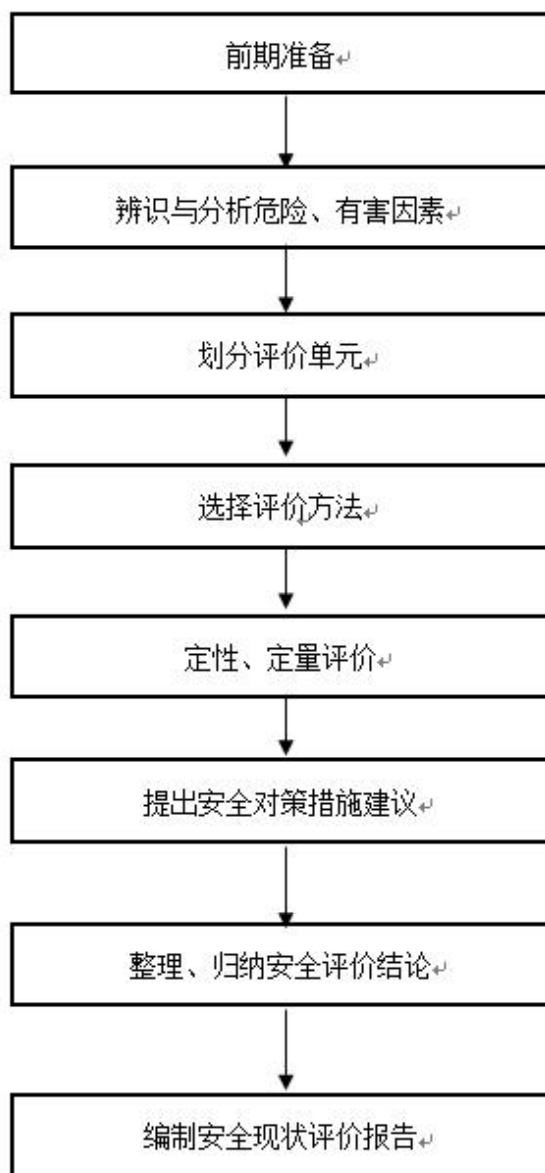 前期准备
辨识与分析危险、有害因素
划分评价单元
选择评价方法
定性、定量评价
提出安全对策措施建议
整理、归纳安全评价结论
编制安全现状评价报告